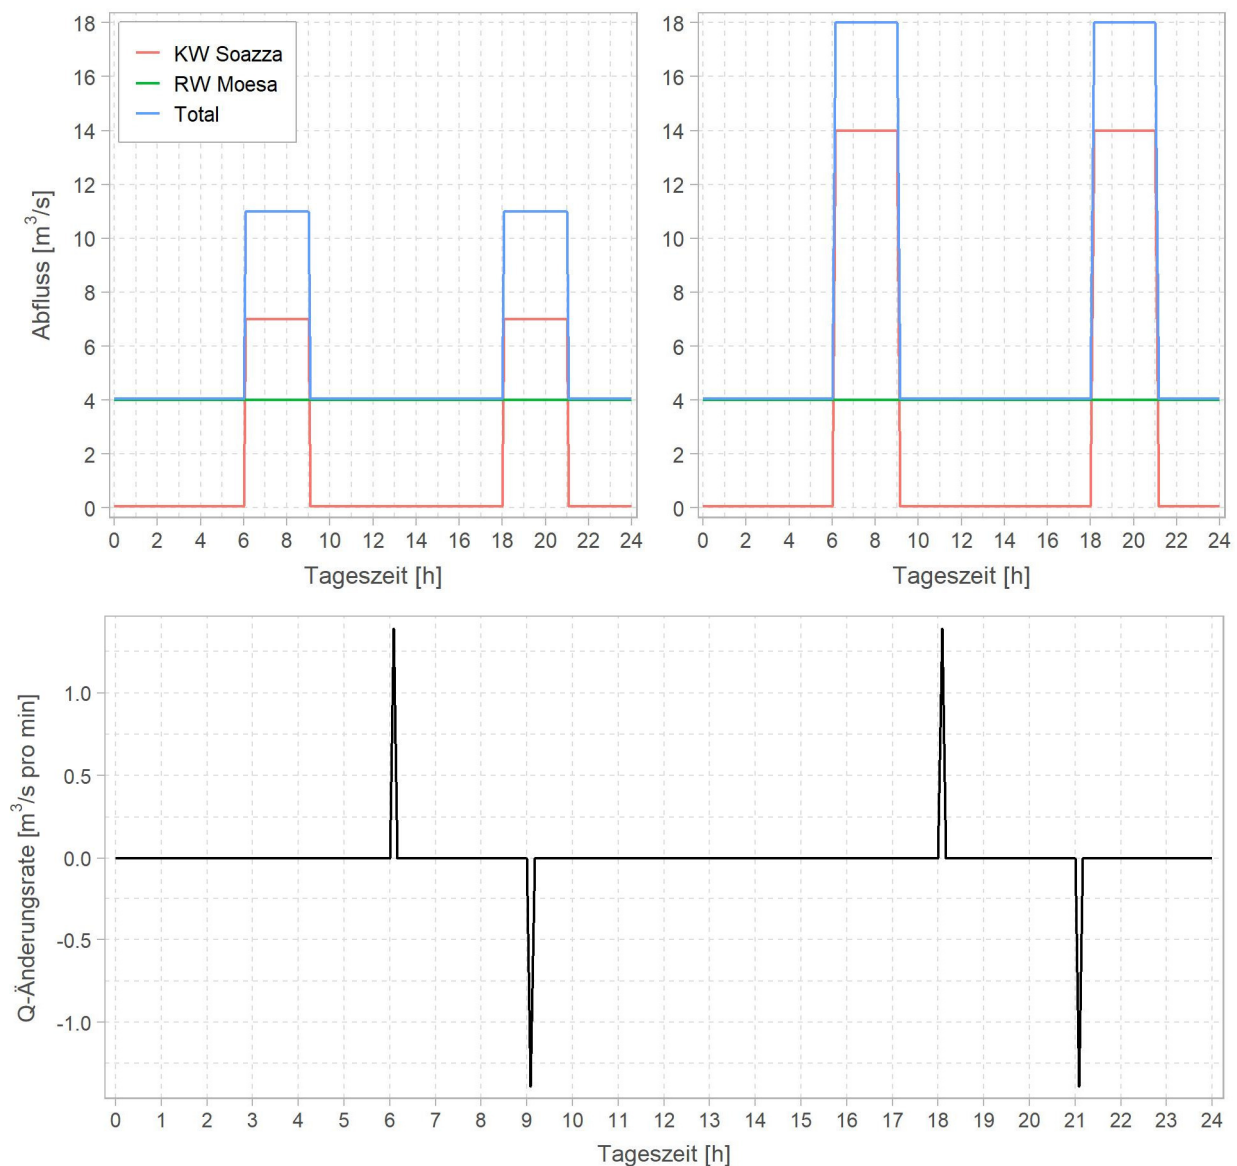 KW Soazza
RW Moesa
Total
Abfluss [m³/s]
18
16
14
12
10
8
6
4
2
0
0 2 4 6 8 10 12 14 16 18 20 22 24
Tageszeit [h]
18
16
14
12
10
8
6
4
2
0
0 2 4 6 8 10 12 14 16 18 20 22 24
Tageszeit [h]
Q-Änderungsrate [m³/s pro min]
1.0
0.5
0.0
-0.5
-1.0
0 1 2 3 4 5 6 7 8 9 10 11 12 13 14 15 16 17 18 19 20 21 22 23 24
Tageszeit [h]